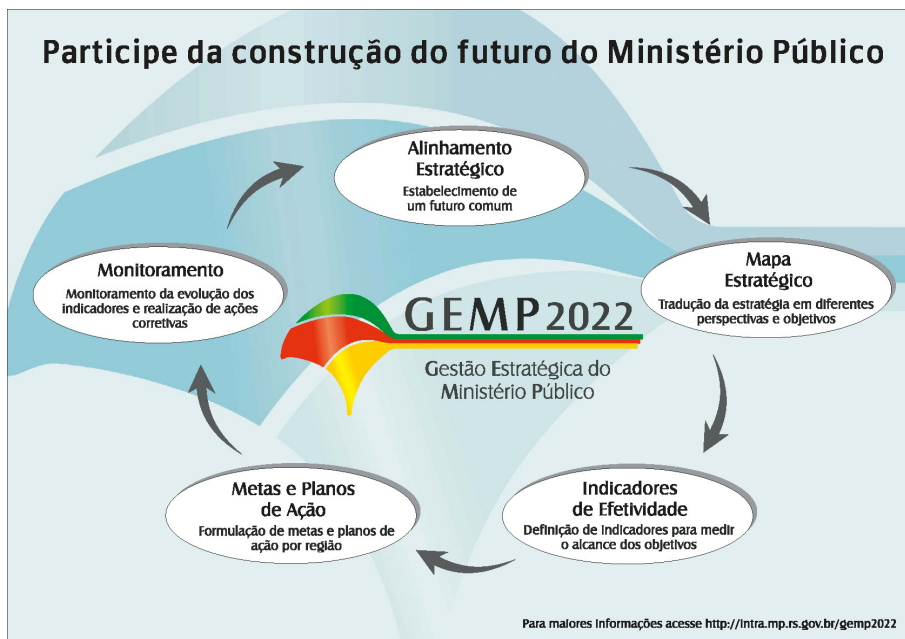 Participe da construção do futuro do Ministério Público
Alinhamento
Estratégico
Estabelecimento de
um futuro comum
Mapa
Estratégico
Tradução da estratégia em diferentes
perspectivas e objetivos
Indicadores
de Efetividade
Definição de indicadores para medir
o alcance dos objetivos
Metas e Planos
de Ação
Formulação de metas e planos de
ação por região
Monitoramento
Monitoramento da evolução dos
indicadores e realização de ações
corretivas
GEMP 2022
Gestão Estratégica do
Ministério Público
Para maiores informações acesse http://intra.mp.rs.gov.br/gemp2022